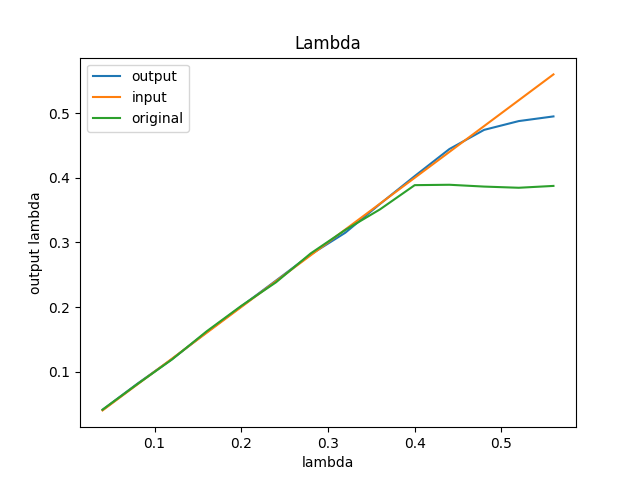 Lambda
output
input
original
output lambda
0.5
0.4
0.3
0.2
0.1
0.1 0.2 0.3 0.4 0.5
lambda